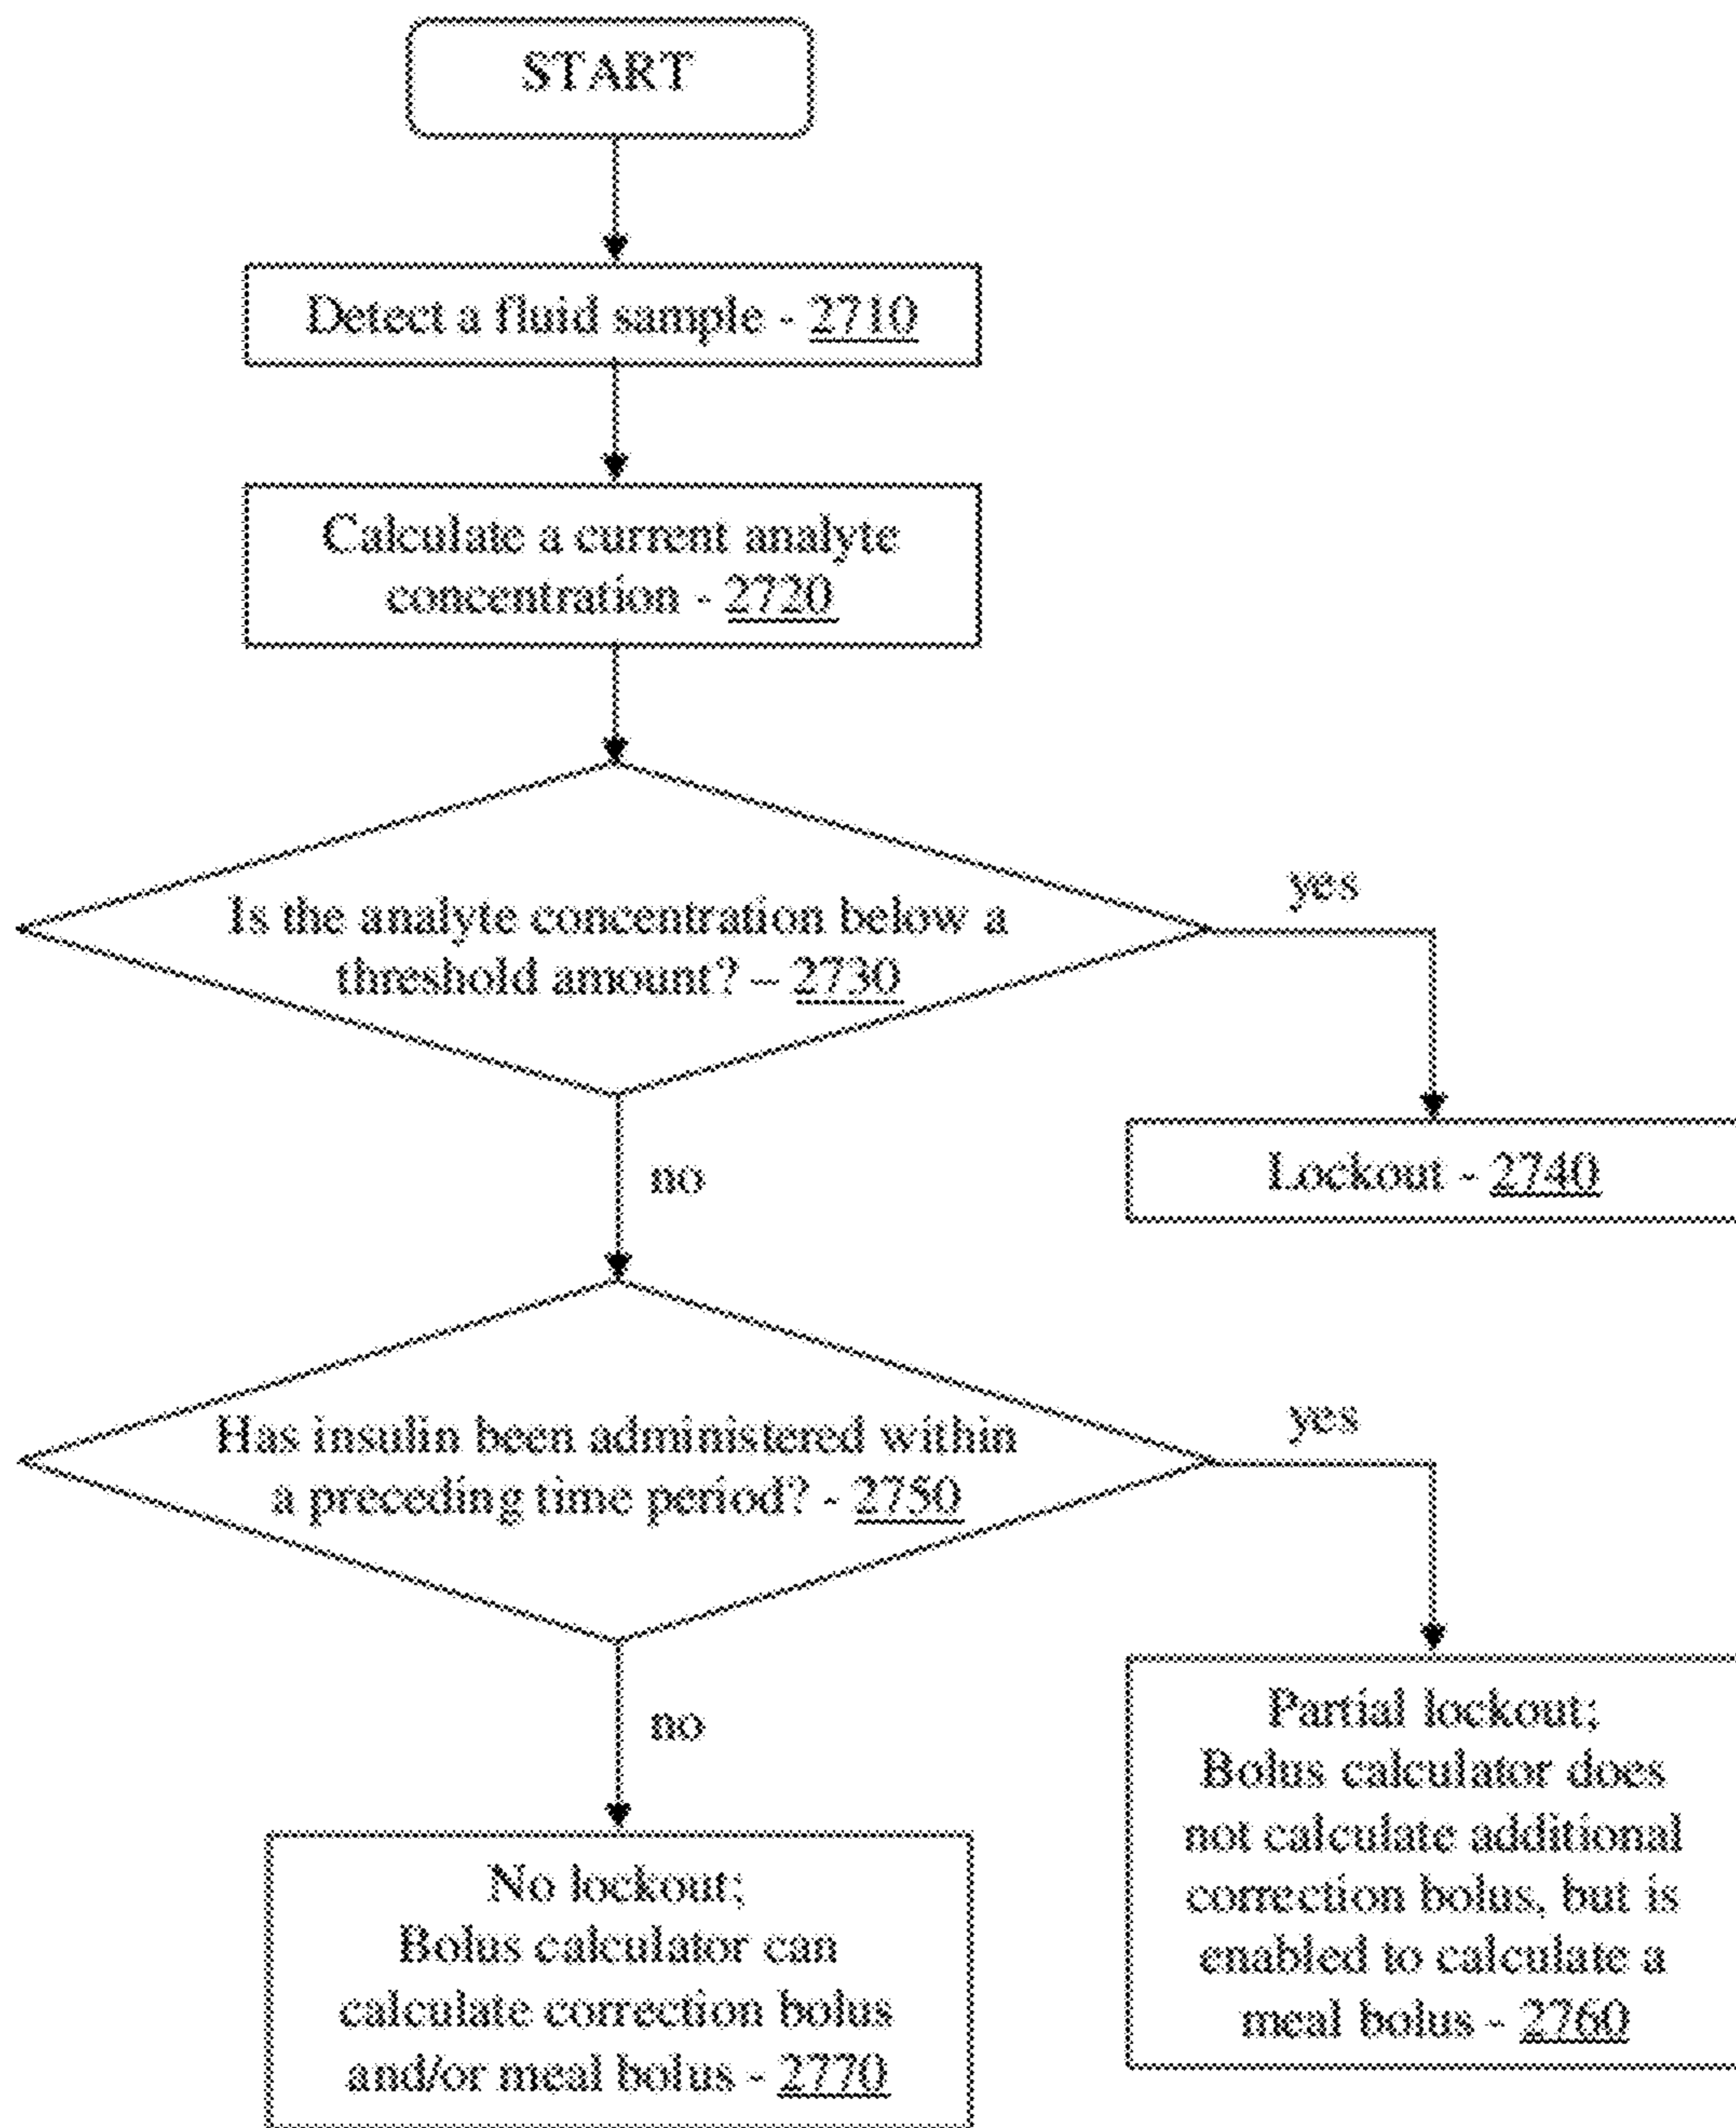 START
Detect a fluid sample - 2710
Calculate a current analyte
concentration - 2720
Is the analyte concentration below a
threshold amount? – 2730
yes
Lockout - 2740
no
Has insulin been administered within
a preceding time period? - 2750
yes
Partial lockout;
Bolus calculator does
not calculate additional
correction bolus, but is
enabled to calculate a
meal bolus - 2760
no
No lockout;
Bolus calculator can
calculate correction bolus
and/or meal bolus - 2770